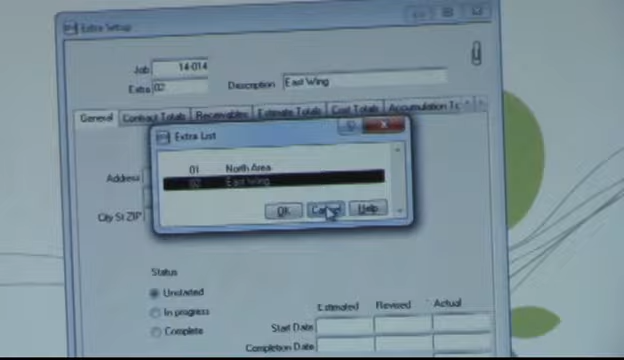 Extra Setup
Job 14-014
Extra 02 Description East Wing
General Contract Totals Receivables Estimate Totals Cost Totals Accumulation To
Extra List
01 North Area
02 East Wing
Address
City St ZIP
OK Cancel Help
Status
Unstarted
In progress
Complete
Estimated Revised Actual
Start Date
Completion Date